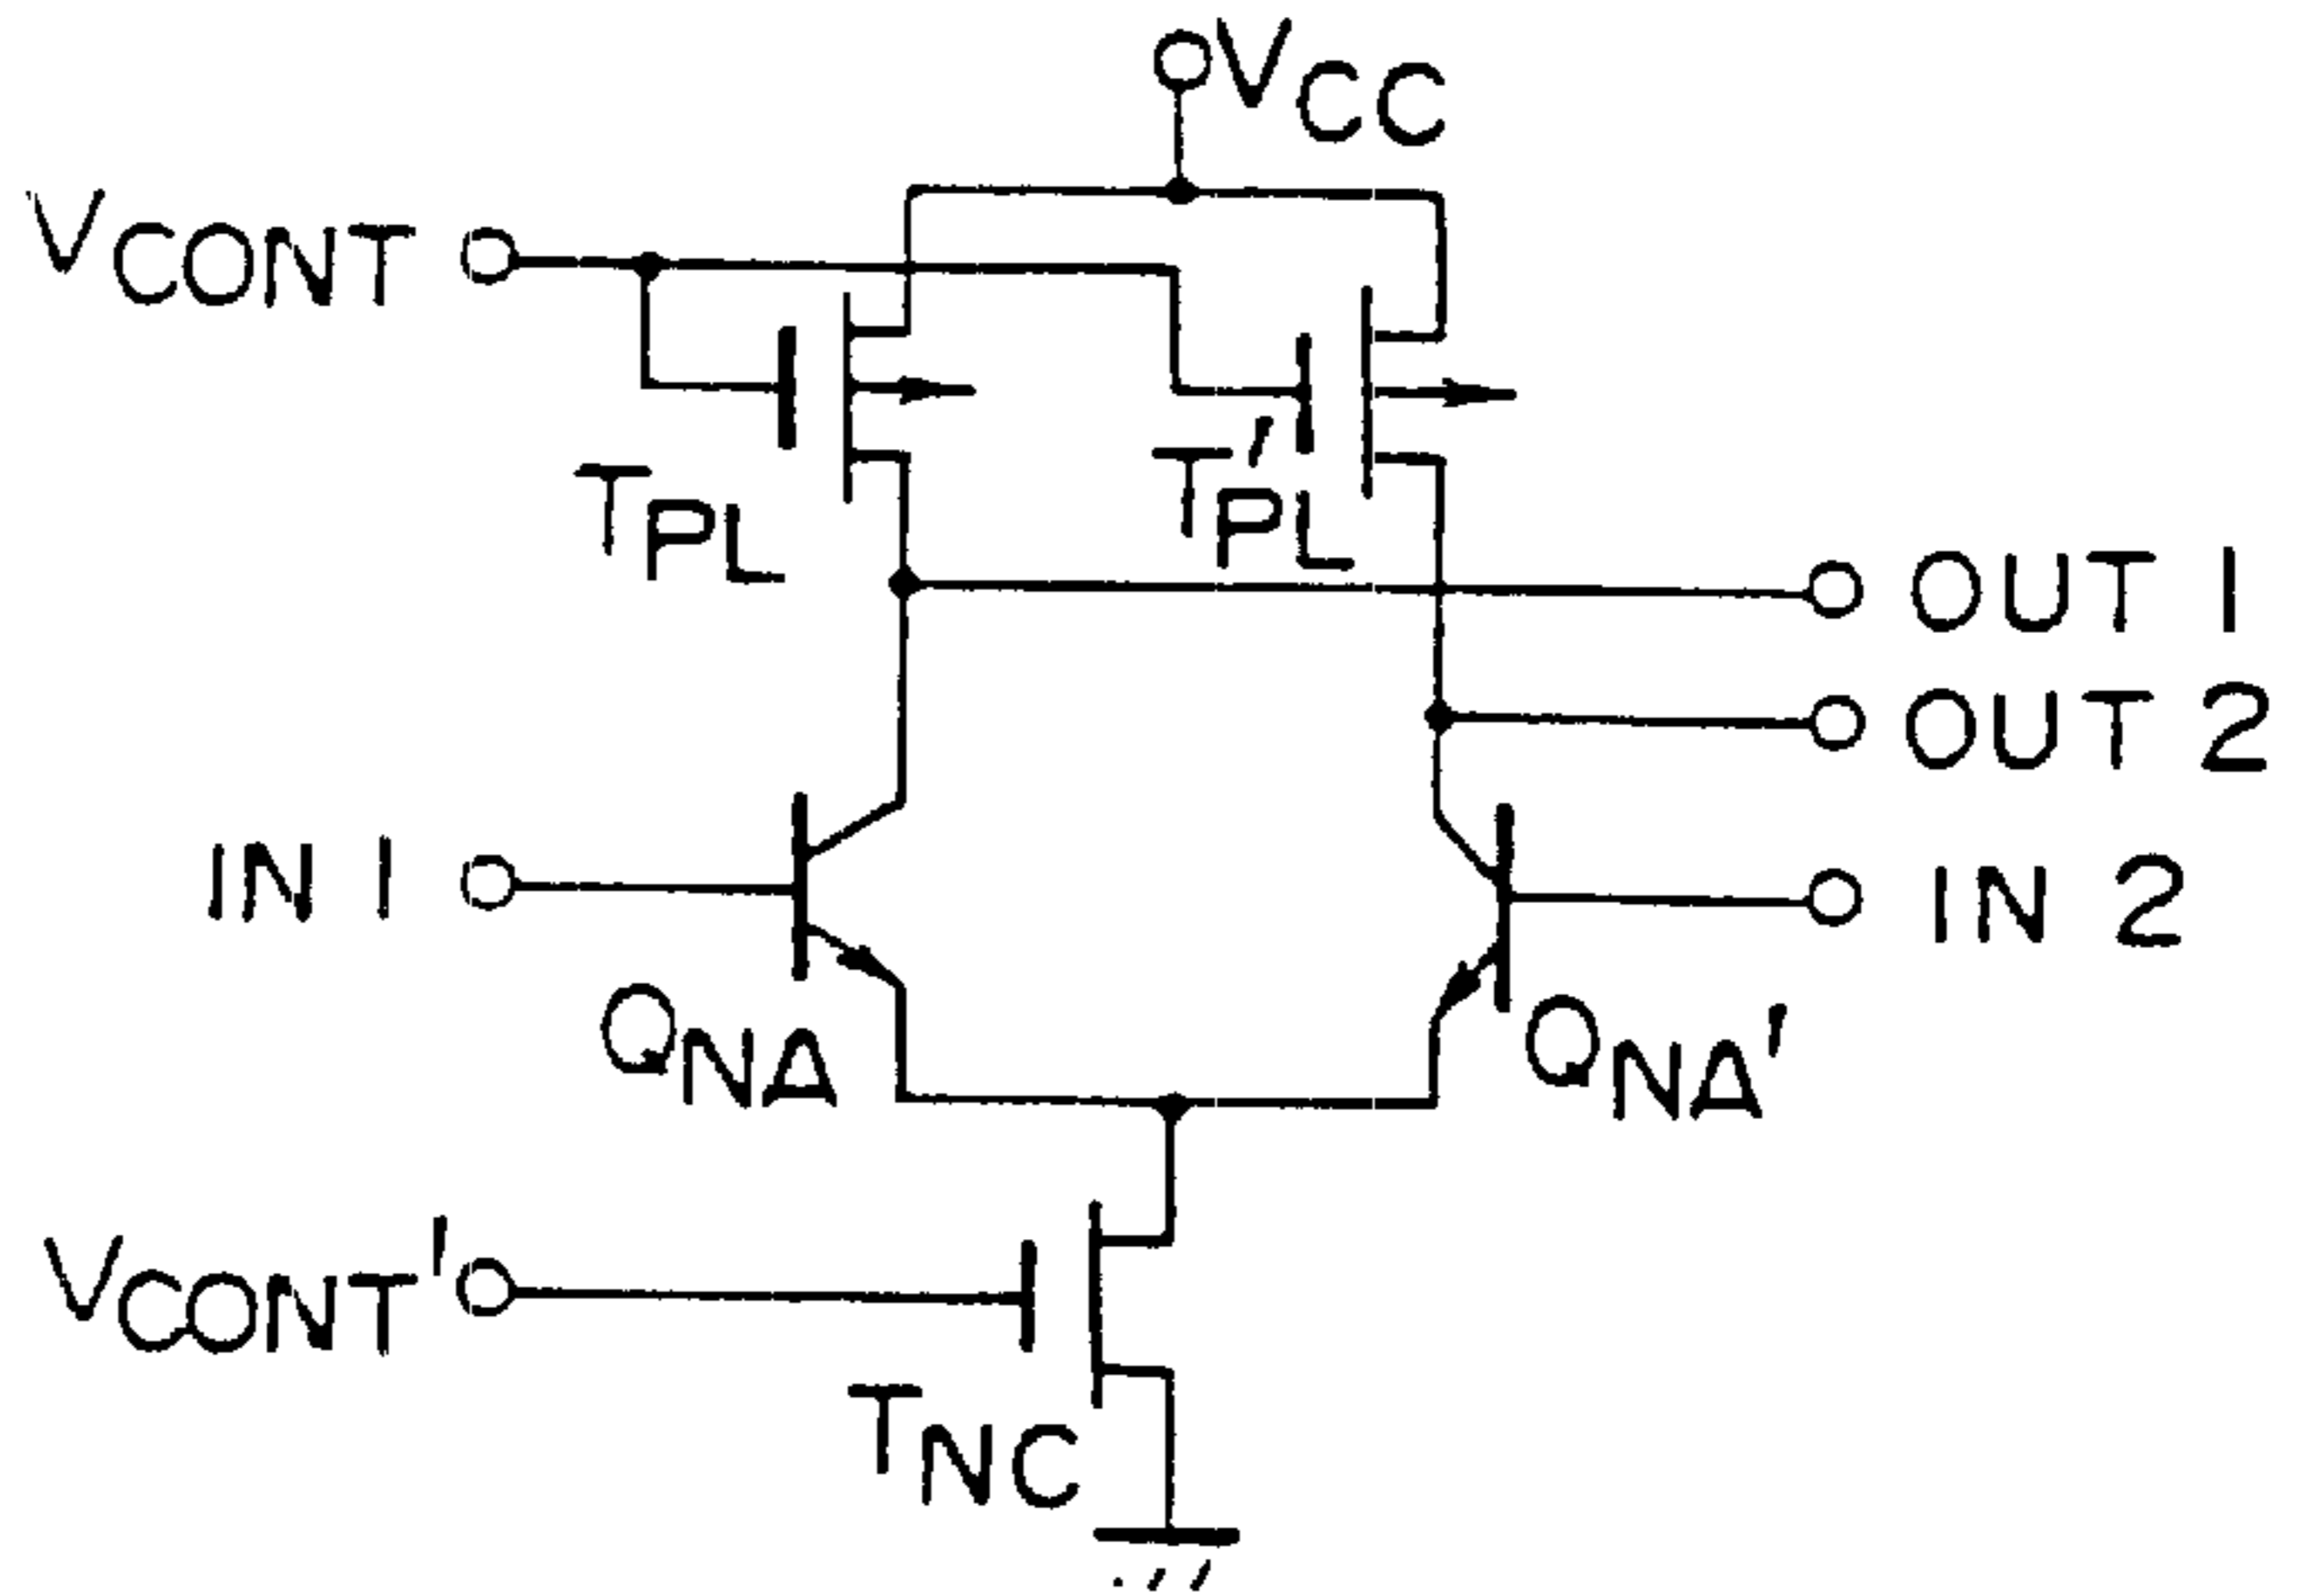 VCC
VCONT
TPL
T'PL
OUT 1
OUT 2
IN 1
IN 2
QNA
QNA'
VCONT'
TNC